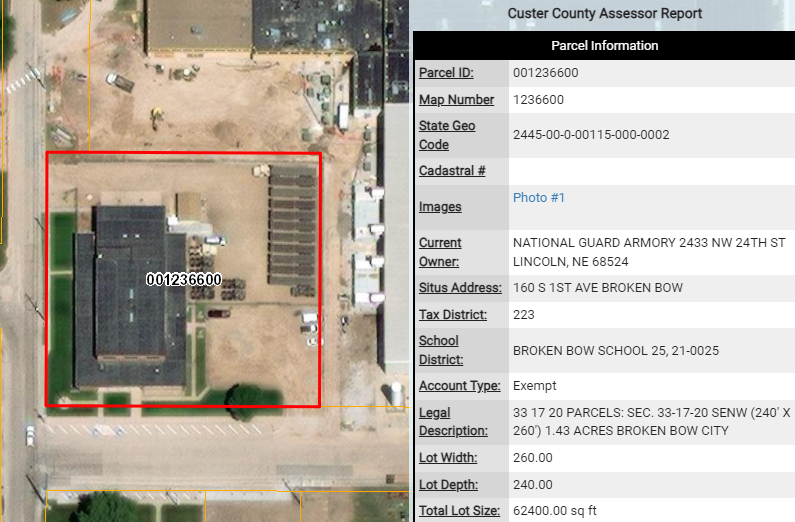 Custer County Assessor Report
Parcel Information
Parcel ID: 001236600
Map Number 1236600
State Geo
Code
2445-00-0-00115-000-0002
Cadastral #
Images
Photo #1
Current
Owner:
NATIONAL GUARD ARMORY 2433 NW 24TH ST
LINCOLN, NE 68524
Situs Address: 160 S 1ST AVE BROKEN BOW
Tax District: 223
School
District:
BROKEN BOW SCHOOL 25, 21-0025
Account Type: Exempt
Legal
Description:
33 17 20 PARCELS: SEC. 33-17-20 SENW (240' X
260') 1.43 ACRES BROKEN BOW CITY
Lot Width: 260.00
Lot Depth: 240.00
Total Lot Size: 62400.00 sq ft
001236600